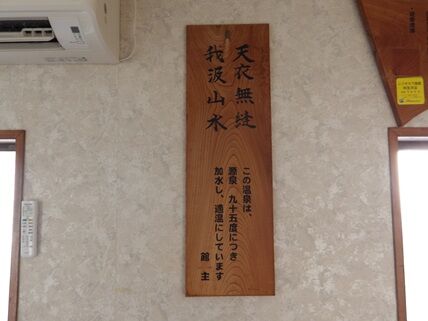 天衣無縫
我汲山水
この温泉は、
源泉 九十五度につき
加水し、適温にしています
館主